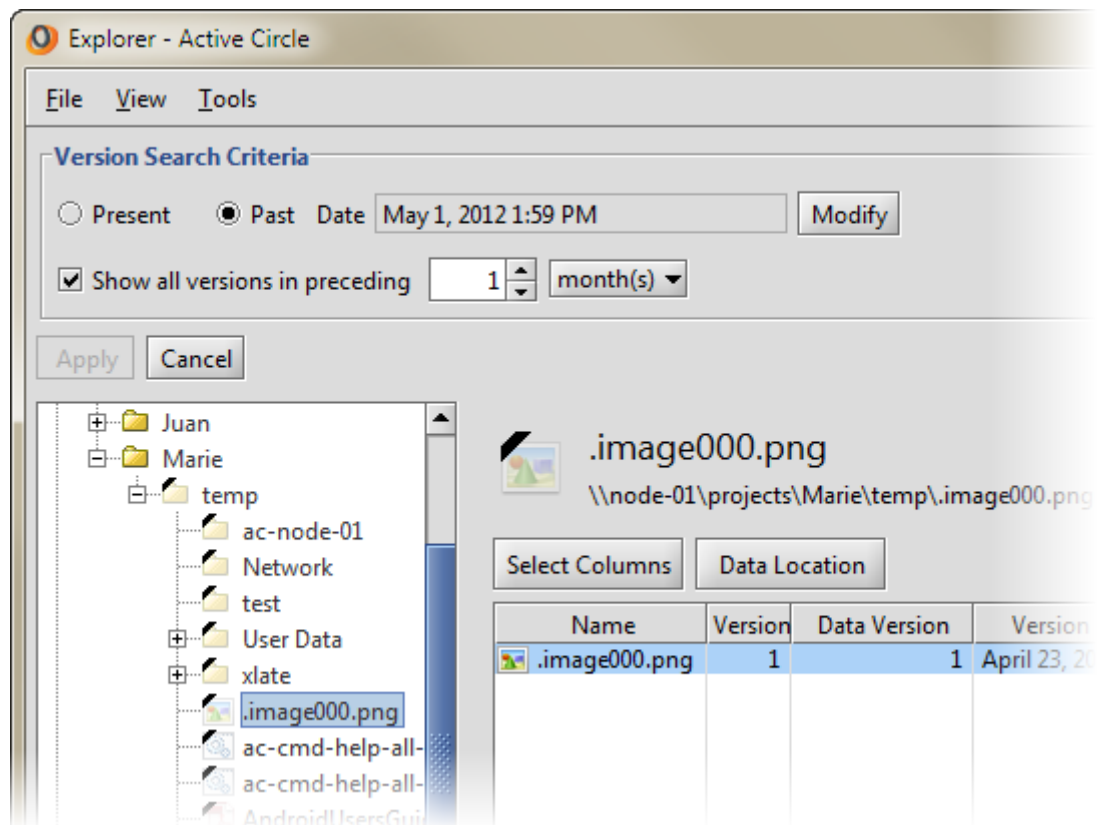 Explorer - Active Circle
File View Tools
Version Search Criteria
Present Past Date May 1, 2012 1:59 PM Modify
Show all versions in preceding 1 month(s)
Apply Cancel
Juan
Marie
temp
ac-node-01
Network
test
User Data
xlate
.image000.png
ac-cmd-help-all-
ac-cmd-help-all-
AndroidUsersGui
.image000.png
\\node-01\projects\Marie\temp\.image000.png
Select Columns Data Location
Name Version Data Version Version
.image000.png 1 1 April 23, 20